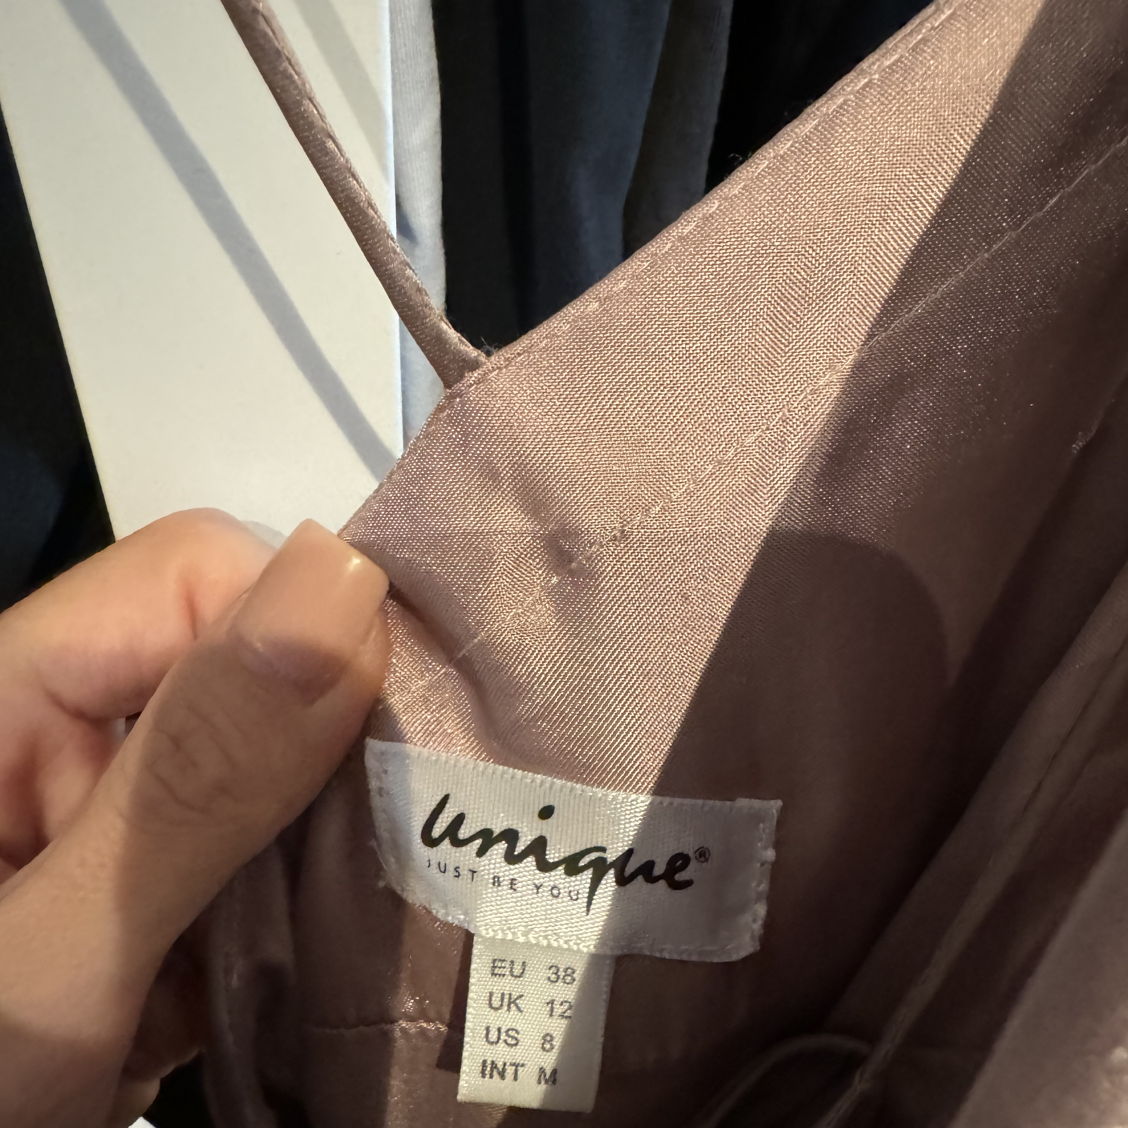 unique®
JUST BE YOU
EU 38
UK 12
US 8
INT M